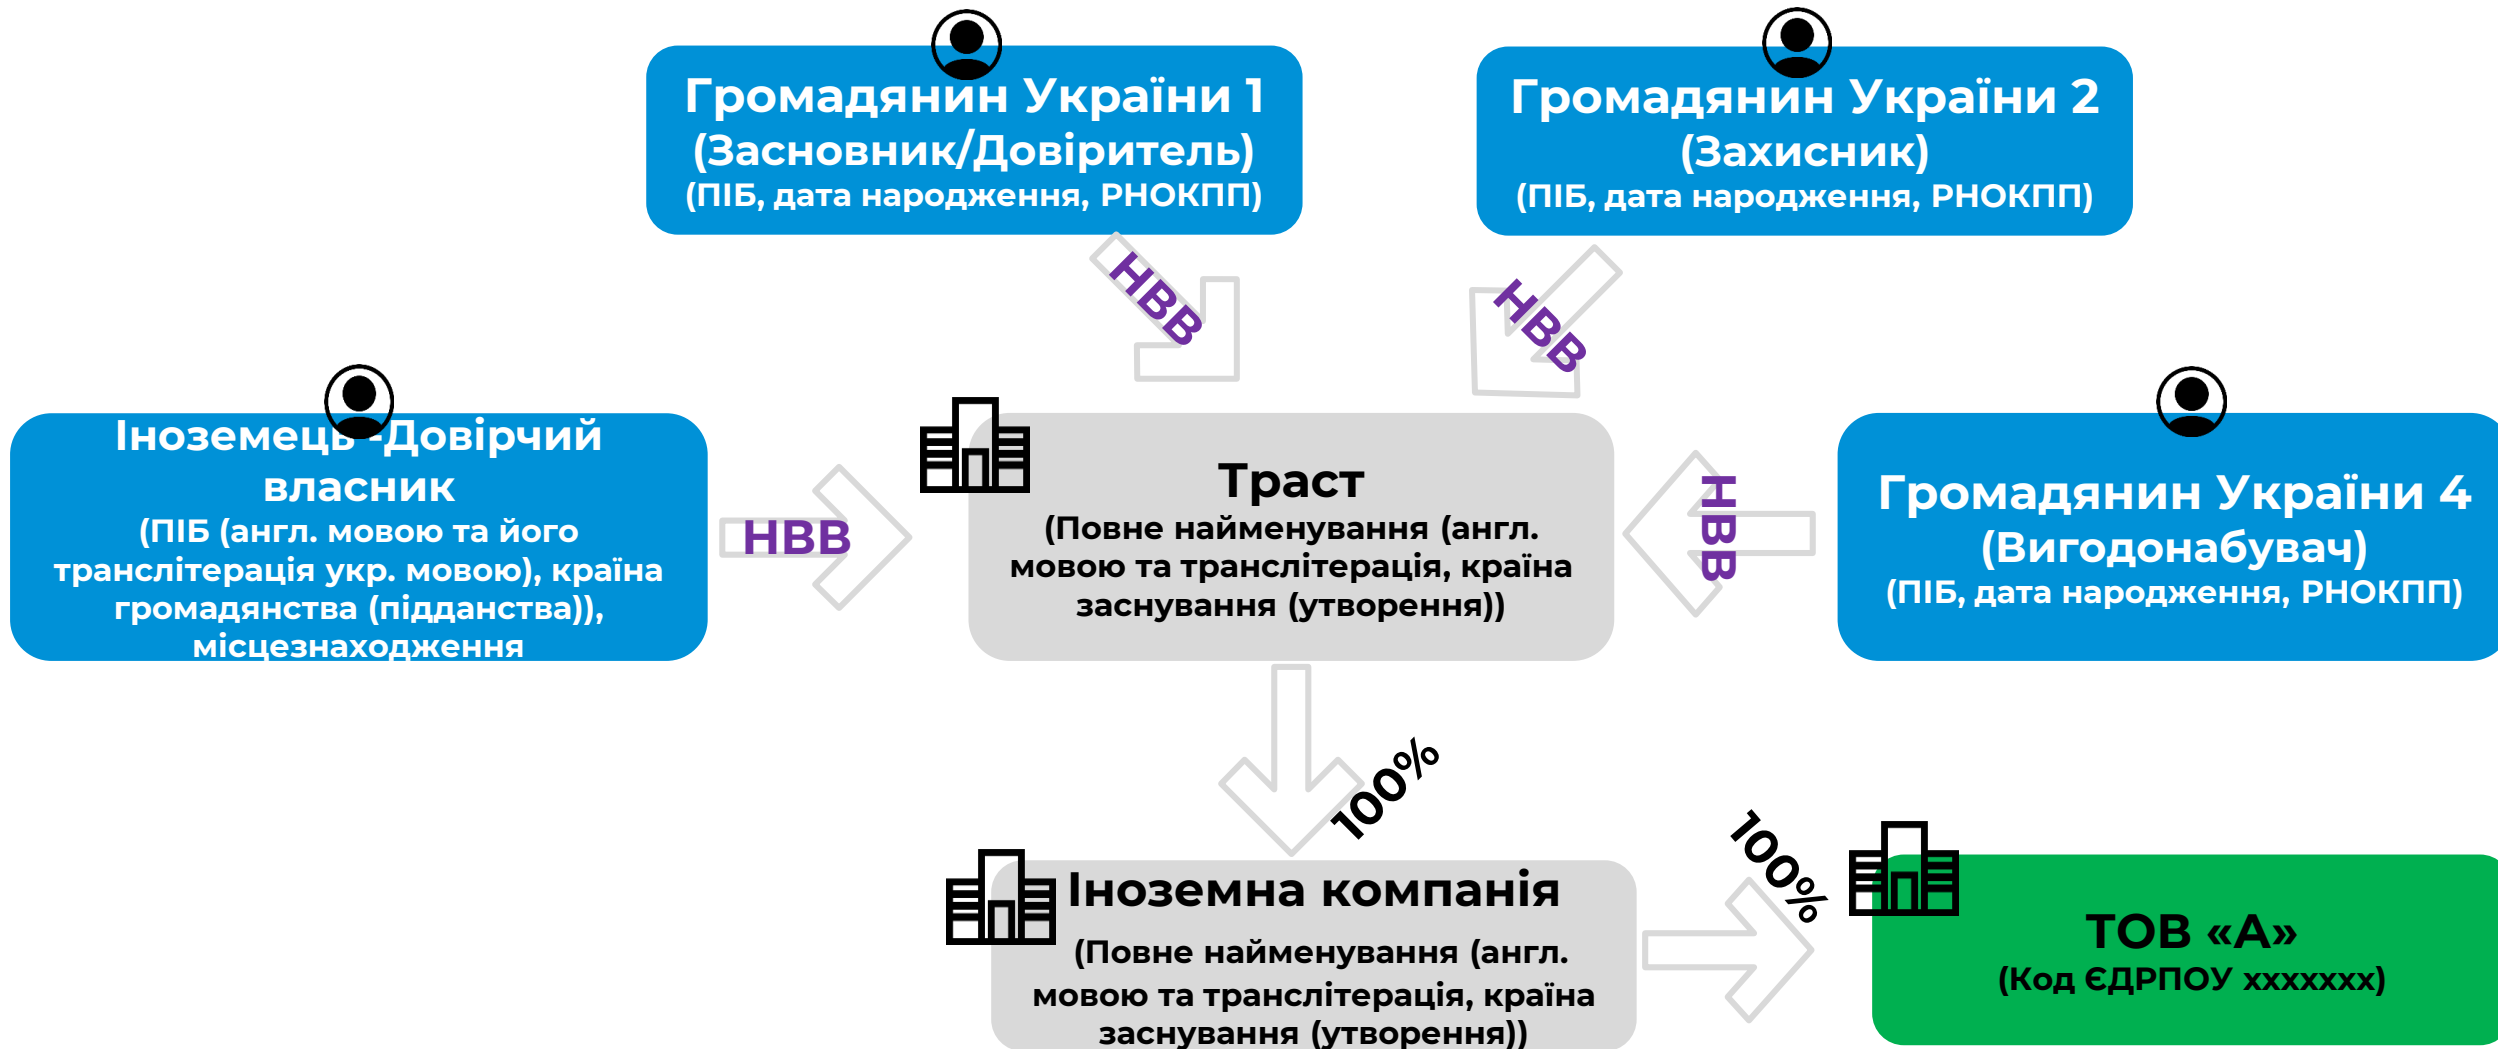 Громадянин України 1
(Засновник/Довіритель)
(ПІБ, дата народження, РНОКПП)
Громадянин України 2
(Захисник)
(ПІБ, дата народження, РНОКПП)
НВВ
НВВ
Іноземець -Довірчий
власник
(ПІБ (англ. мовою та його
транслітерація укр. мовою), країна
громадянства (підданства)),
місцезнаходження
НВВ
Траст
(Повне найменування (англ.
мовою та транслітерація, країна
заснування (утворення))
НВВ
Громадянин України 4
(Вигодонабувач)
(ПІБ, дата народження, РНОКПП)
100%
Іноземна компанія
(Повне найменування (англ.
мовою та транслітерація, країна
заснування (утворення))
100%
ТОВ «А»
(Код ЄДРПОУ ххххххх)